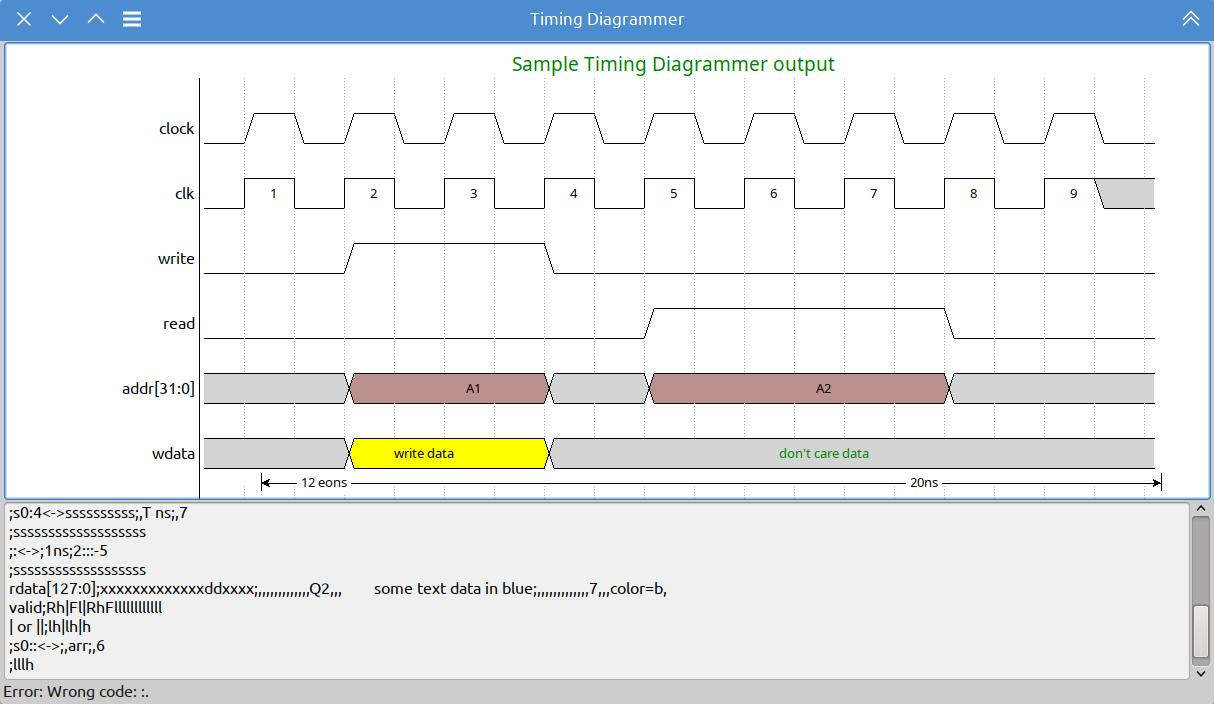 Timing Diagrammer
Sample Timing Diagrammer output
clock
clk 1 2 3 4 5 6 7 8 9
write
read
addr[31:0] A1 A2
wdata write data don't care data
12 eons 20ns
;s0:4<->ssssssssss;,T ns;,7
;ssssssssssssssssssss
;:<->;1ns;2:::-5
;ssssssssssssssssssss
rdata[127:0];xxxxxxxxxxxxxddxxxx;,,,,,,,,,,,,,Q2,,, some text data in blue;,,,,,,,,,,,,,7,,,color=b,
valid;Rh|Fl|RhFllllllllllll
| or ||;lh|lh|h
;s0::<->;,arr;,,6
;lllh
Error: Wrong code: :.